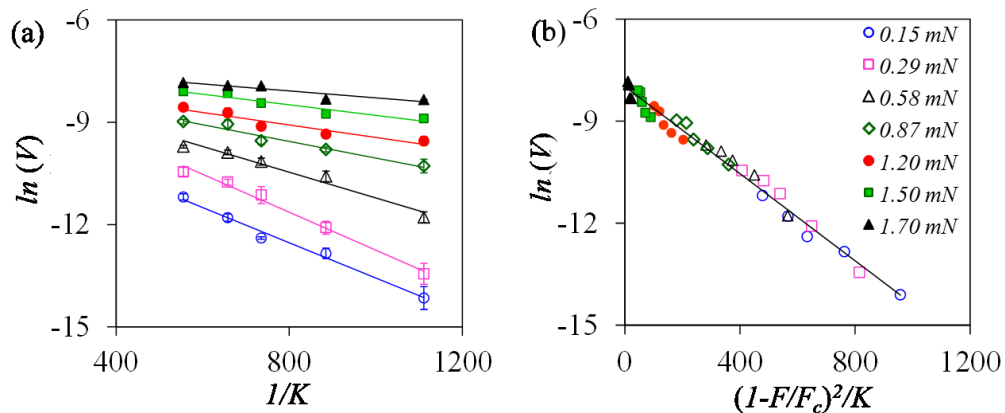 (a)
-6
-9
-12
-15
ln (V)
400
800
1200
1/K
(b)
-6
-9
-12
-15
ln (V)
0
400
800
1200
(1-F/Fc)²/K
0.15 mN
0.29 mN
0.58 mN
0.87 mN
1.20 mN
1.50 mN
1.70 mN